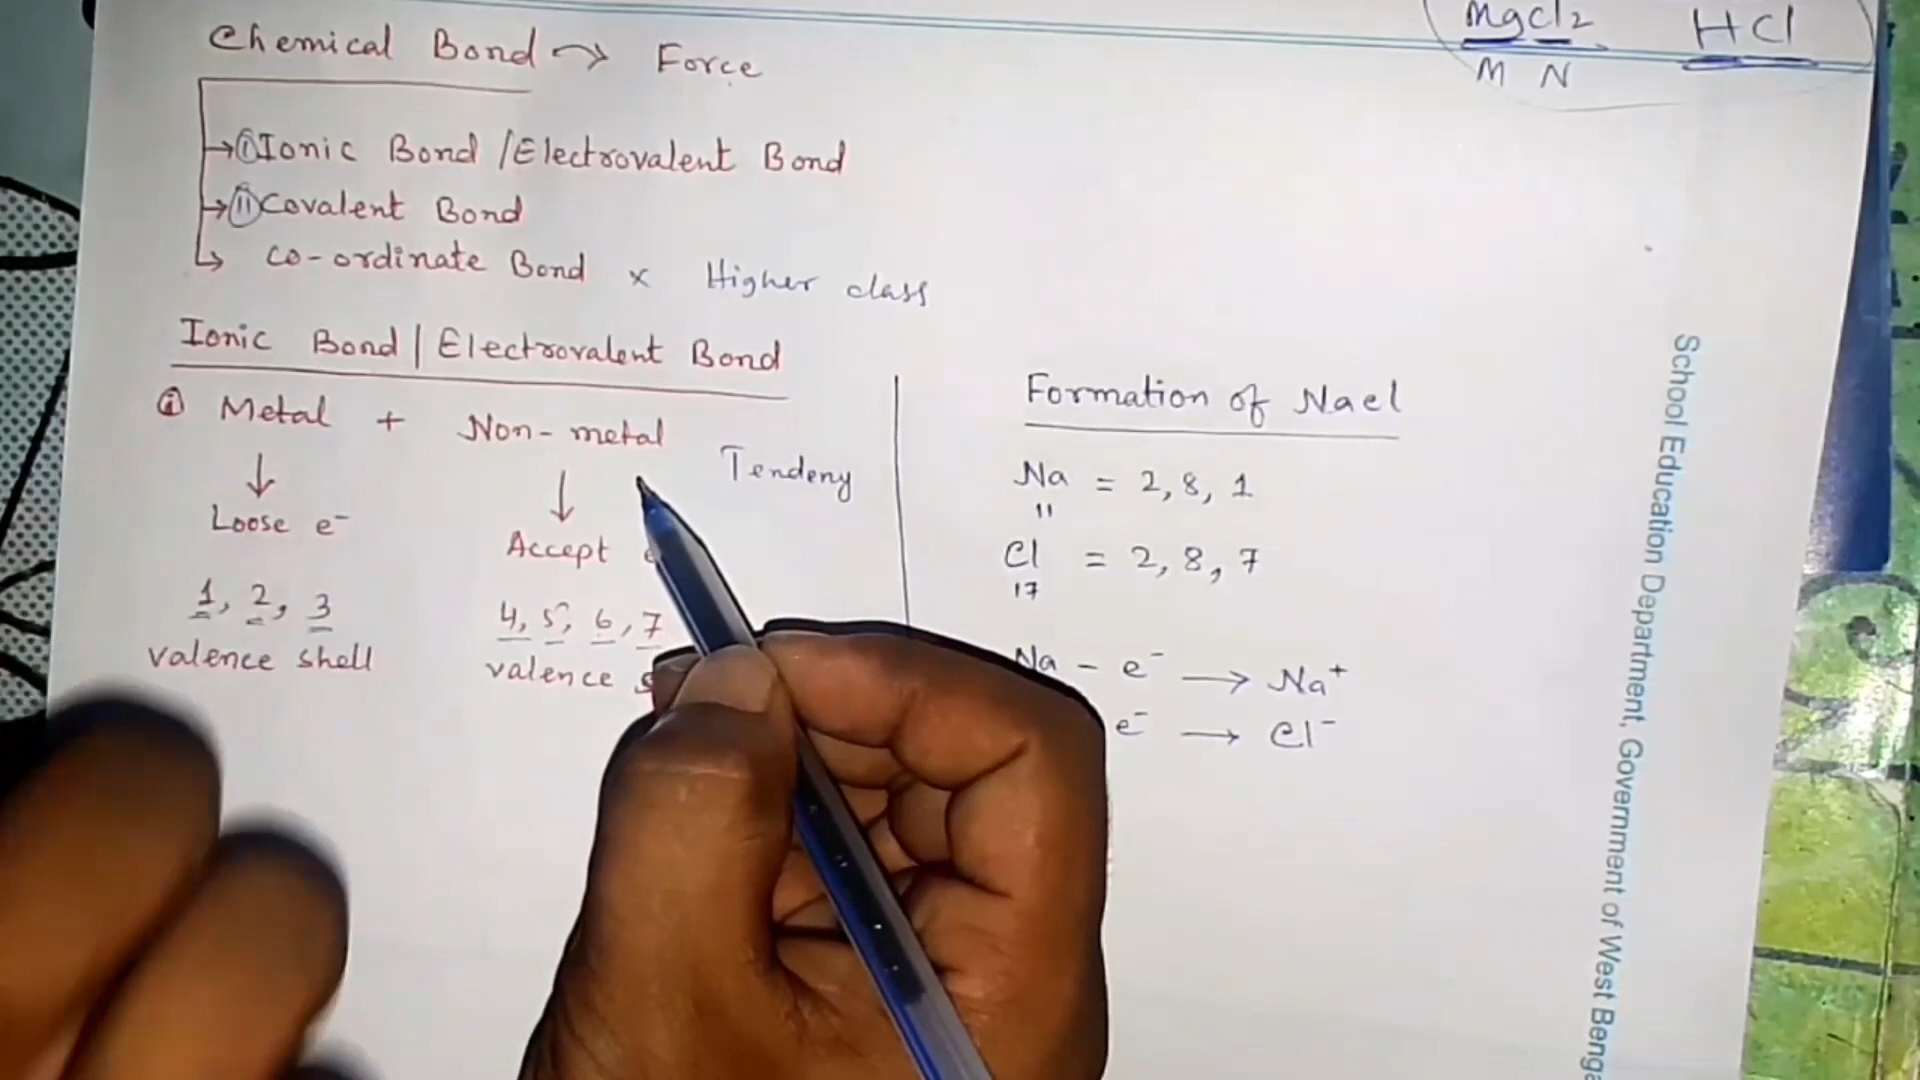 MgCl2 HCl
M N
Chemical Bond → Force
→ (i) Ionic Bond / Electrovalent Bond
→ (ii) Covalent Bond
↳ Co-ordinate Bond x Higher class
Ionic Bond | Electrovalent Bond
(i) Metal + Non-metal
↓ ↓
Loose e⁻ Accept
Tendeny
1, 2, 3 4, 5, 6, 7
valence shell valence
Formation of Nael
Na = 2, 8, 1
11
Cl = 2, 8, 7
17
Na - e⁻ → Na⁺
e⁻ → Cl⁻
School Education Department, Government of West Benga